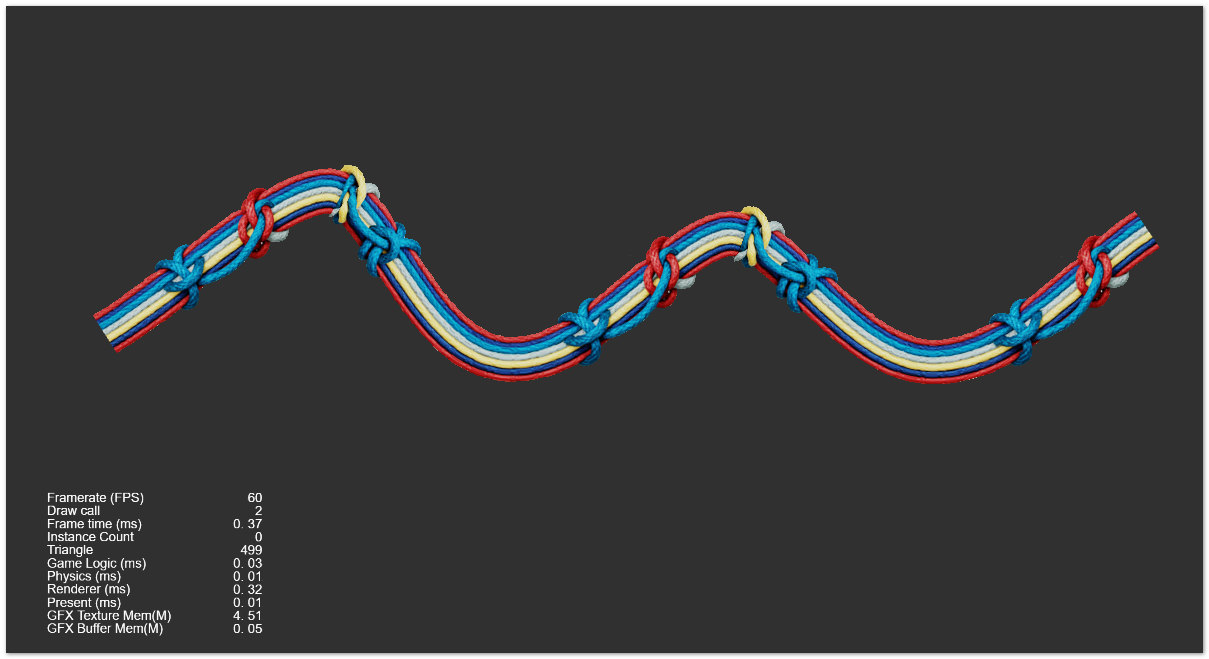 Framerate (FPS) 60
Draw call 2
Frame time (ms) 0. 37
Instance Count 0
Triangle 499
Game Logic (ms) 0. 03
Physics (ms) 0. 01
Renderer (ms) 0. 32
Present (ms) 0. 01
GFX Texture Mem(M) 4. 51
GFX Buffer Mem(M) 0. 05